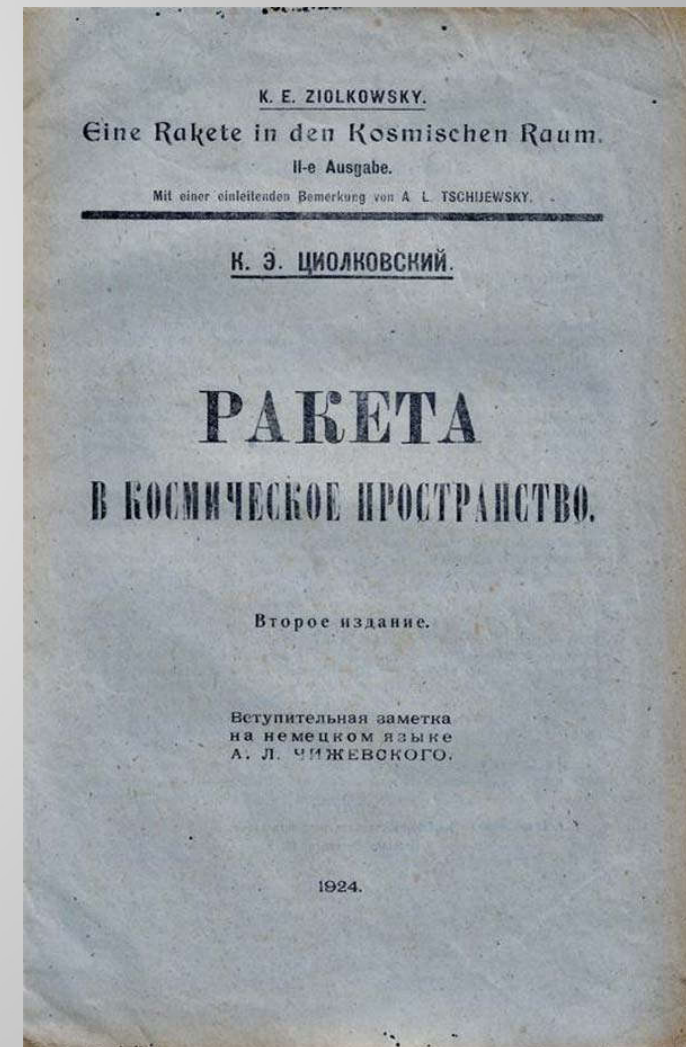 K. E. ZIOLKOWSKY.
Eine Rakete in den Kosmischen Raum.
II-e Ausgabe.
Mit einer einleitenden Bemerkung von A. L. TSCHIJEWSKY.
К. Э. ЦИОЛКОВСКИЙ.
РАКЕТА
В КОСМИЧЕСКОЕ ПРОСТРАНСТВО.
Второе издание.
Вступительная заметка
на немецком языке
А. Л. ЧИЖЕВСКОГО.
1924.